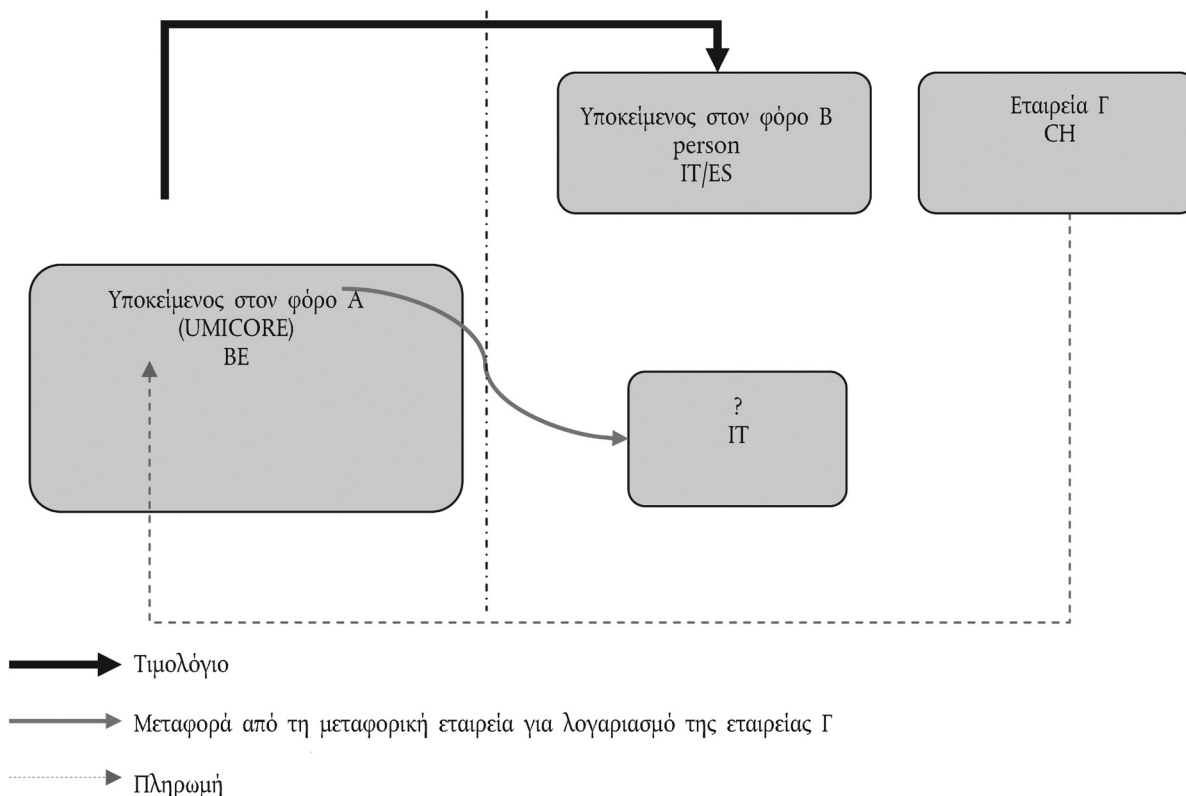 Υποκείμενος στον φόρο Β
person
IT/ES
Εταιρεία Γ
CH
Υποκείμενος στον φόρο Α
(UMICORE)
BE
?
IT
Τιμολόγιο
Μεταφορά από τη μεταφορική εταιρεία για λογαριασμό της εταιρείας Γ
Πληρωμή